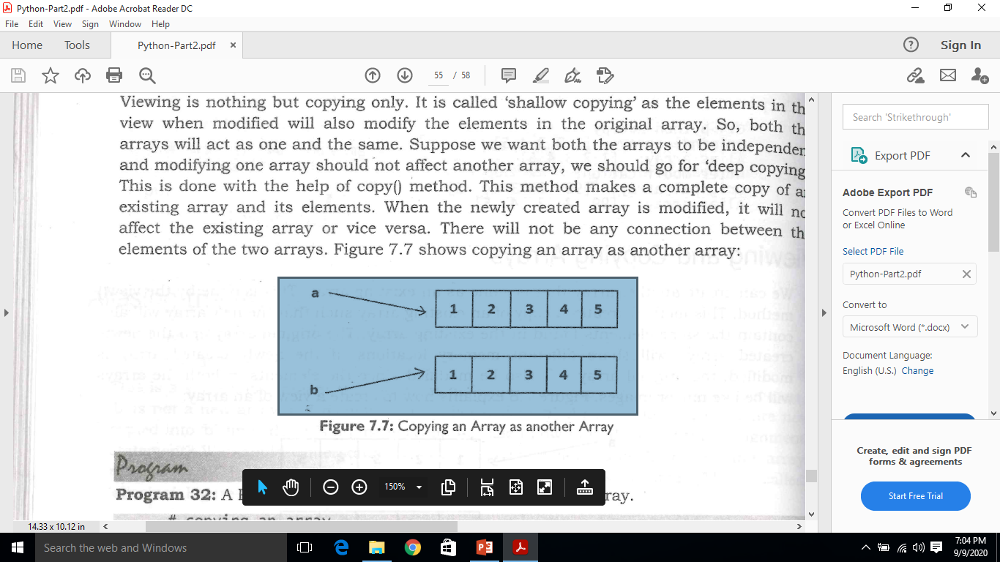 Python-Part2.pdf - Adobe Acrobat Reader DC
File Edit View Sign Window Help
Home Tools Python-Part2.pdf × ? Sign In
55 / 58
Viewing is nothing but copying only. It is called ‘shallow copying’ as the elements in th
view when modified will also modify the elements in the original array. So, both th
arrays will act as one and the same. Suppose we want both the arrays to be independen
and modifying one array should not affect another array, we should go for ‘deep copying
This is done with the help of copy() method. This method makes a complete copy of a
existing array and its elements. When the newly created array is modified, it will no
affect the existing array or vice versa. There will not be any connection between th
elements of the two arrays. Figure 7.7 shows copying an array as another array:
a 1 2 3 4 5
b 1 2 3 4 5
Figure 7.7: Copying an Array as another Array
Program
Program 32: A ray.
# copying an array
150%
14.33 x 10.12 in
Search 'Strikethrough'
Export PDF
Adobe Export PDF
Convert PDF Files to Word
or Excel Online
Select PDF File
Python-Part2.pdf
Convert to
Microsoft Word (*.docx)
Document Language:
English (U.S.) Change
Create, edit and sign PDF
forms & agreements
Start Free Trial
Search the web and Windows
7:04 PM
9/9/2020